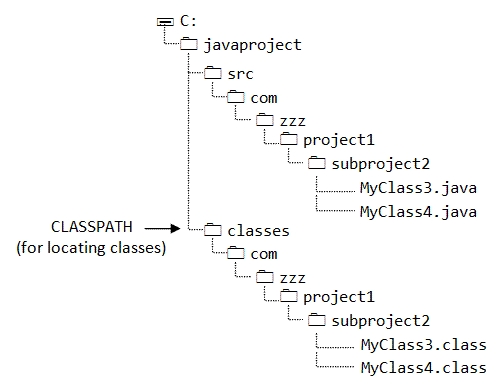 C:
javaproject
src
com
zzz
project1
subproject2
MyClass3.java
MyClass4.java
CLASSPATH
(for locating classes)
classes
com
zzz
project1
subproject2
MyClass3.class
MyClass4.class